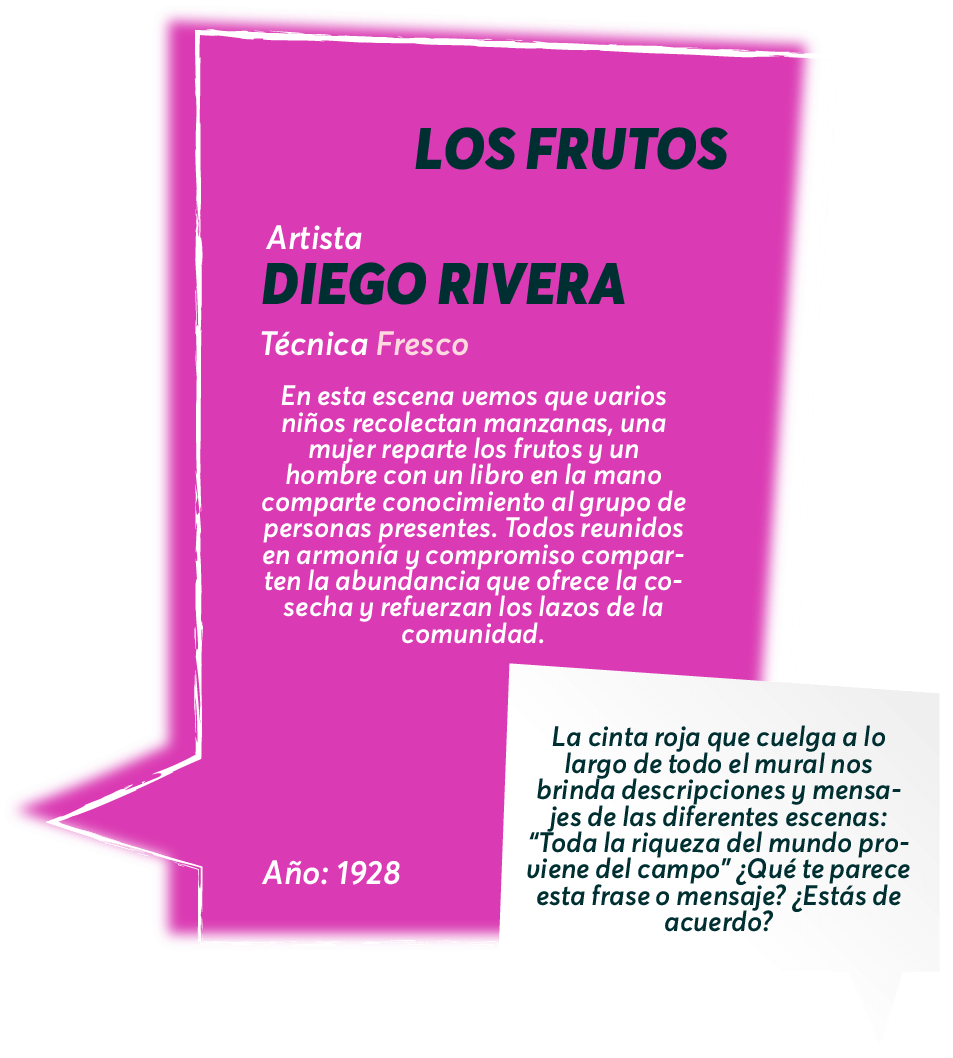 LOS FRUTOS
Artista
DIEGO RIVERA
Técnica Fresco
En esta escena vemos que varios
niños recolectan manzanas, una
mujer reparte los frutos y un
hombre con un libro en la mano
comparte conocimiento al grupo de
personas presentes. Todos reunidos
en armonía y compromiso compar-
ten la abundancia que ofrece la co-
secha y refuerzan los lazos de la
comunidad.
Año: 1928
La cinta roja que cuelga a lo
largo de todo el mural nos
brinda descripciones y mensa-
jes de las diferentes escenas:
“Toda la riqueza del mundo pro-
viene del campo” ¿Qué te parece
esta frase o mensaje? ¿Estás de
acuerdo?